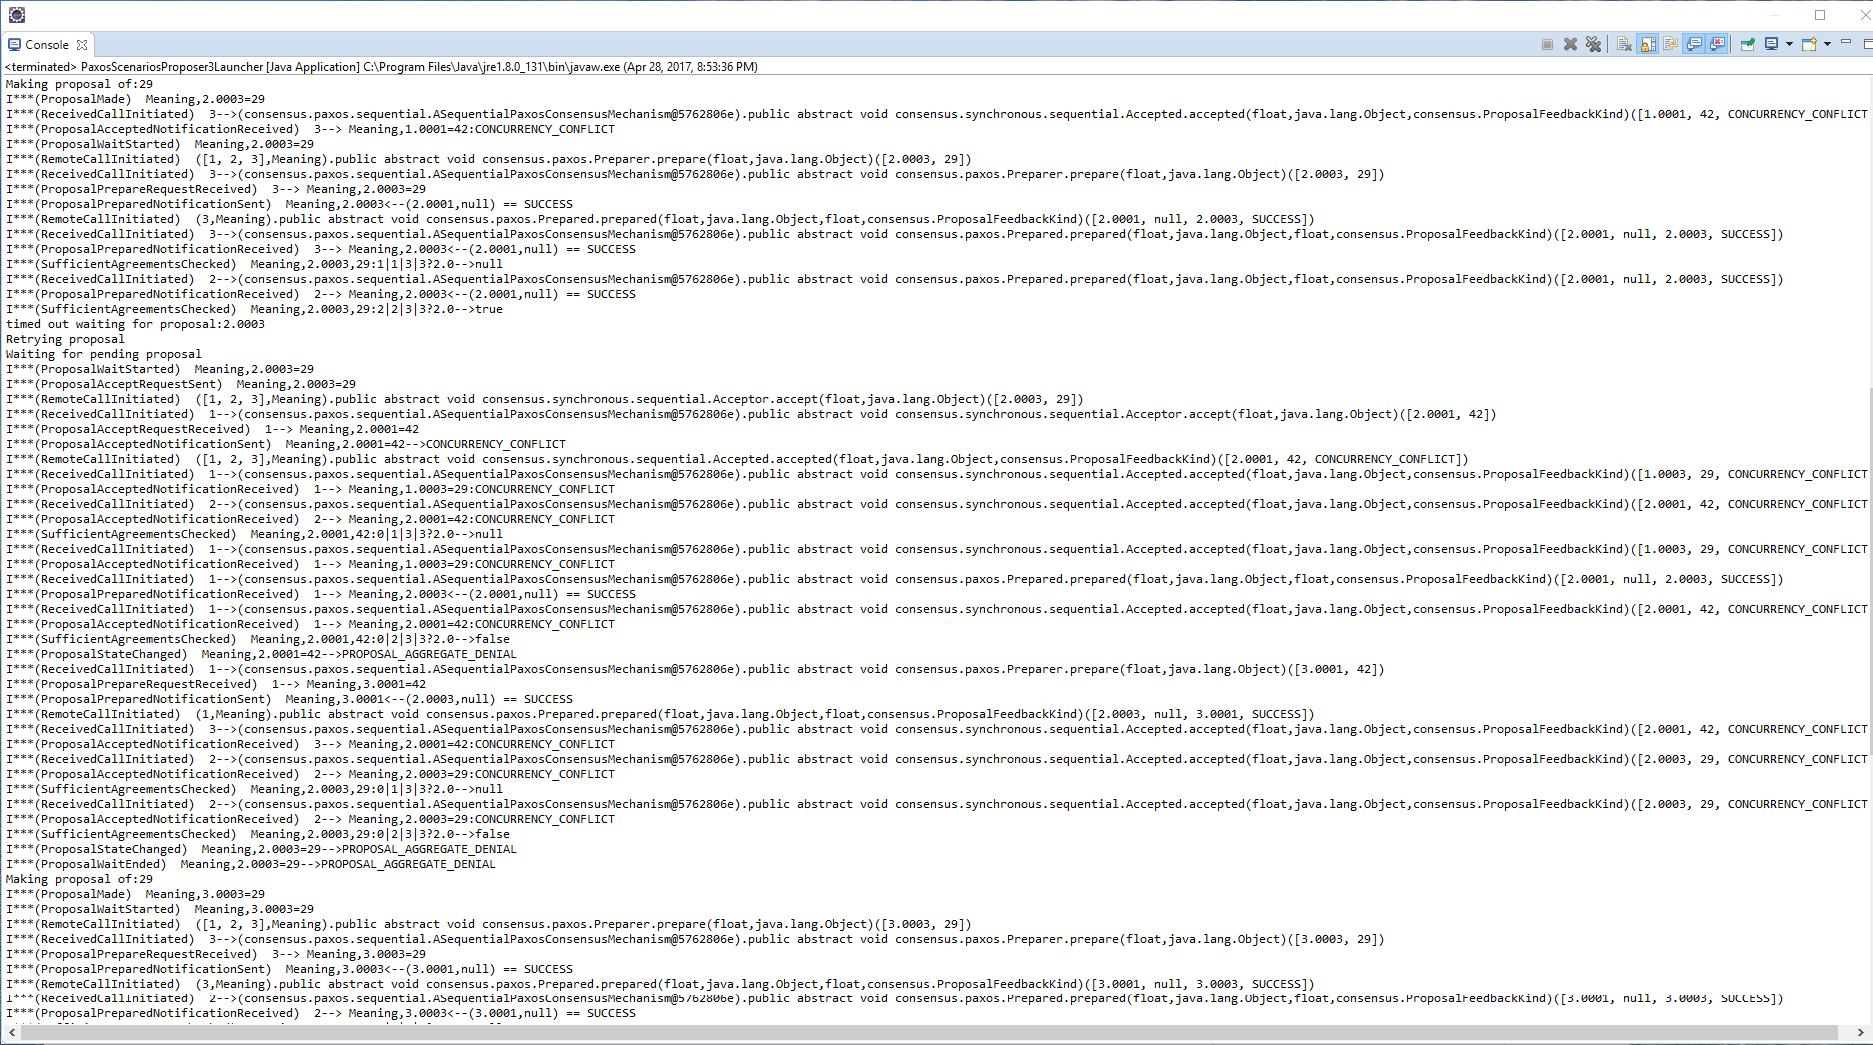 Console
<terminated> PaxosScenariosProposer3Launcher [Java Application] C:\Program Files\Java\jre1.8.0_131\bin\javaw.exe (Apr 28, 2017, 8:53:36 PM)
Making proposal of:29
I***(ProposalMade)  Meaning,2.0003=29
I***(ReceivedCallInitiated)  3-->(consensus.paxos.sequential.ASequentialPaxosConsensusMechanism@5762806e).public abstract void consensus.synchronous.sequential.Accepted.accepted(float,java.lang.Object,consensus.ProposalFeedbackKind)([1.0001, 42, CONCURRENCY_CONFLICT
I***(ProposalAcceptedNotificationReceived)  3--> Meaning,1.0001=42:CONCURRENCY_CONFLICT
I***(ProposalWaitStarted)  Meaning,2.0003=29
I***(RemoteCallInitiated)  ([1, 2, 3],Meaning).public abstract void consensus.paxos.Preparer.prepare(float,java.lang.Object)([2.0003, 29])
I***(ReceivedCallInitiated)  3-->(consensus.paxos.sequential.ASequentialPaxosConsensusMechanism@5762806e).public abstract void consensus.paxos.Preparer.prepare(float,java.lang.Object)([2.0003, 29])
I***(ProposalPrepareRequestReceived)  3--> Meaning,2.0003=29
I***(ProposalPreparedNotificationSent)  Meaning,2.0003<--(2.0001,null) == SUCCESS
I***(RemoteCallInitiated)  (3,Meaning).public abstract void consensus.paxos.Prepared.prepared(float,java.lang.Object,float,consensus.ProposalFeedbackKind)([2.0001, null, 2.0003, SUCCESS])
I***(ReceivedCallInitiated)  3-->(consensus.paxos.sequential.ASequentialPaxosConsensusMechanism@5762806e).public abstract void consensus.paxos.Prepared.prepared(float,java.lang.Object,float,consensus.ProposalFeedbackKind)([2.0001, null, 2.0003, SUCCESS])
I***(ProposalPreparedNotificationReceived)  3--> Meaning,2.0003<--(2.0001,null) == SUCCESS
I***(SufficientAgreementsChecked)  Meaning,2.0003,29:1|1|3|3?2.0-->null
I***(ReceivedCallInitiated)  2-->(consensus.paxos.sequential.ASequentialPaxosConsensusMechanism@5762806e).public abstract void consensus.paxos.Prepared.prepared(float,java.lang.Object,float,consensus.ProposalFeedbackKind)([2.0001, null, 2.0003, SUCCESS])
I***(ProposalPreparedNotificationReceived)  2--> Meaning,2.0003<--(2.0001,null) == SUCCESS
I***(SufficientAgreementsChecked)  Meaning,2.0003,29:2|2|3|3?2.0-->true
timed out waiting for proposal:2.0003
Retrying proposal
Waiting for pending proposal
I***(ProposalWaitStarted)  Meaning,2.0003=29
I***(ProposalAcceptRequestSent)  Meaning,2.0003=29
I***(RemoteCallInitiated)  ([1, 2, 3],Meaning).public abstract void consensus.synchronous.sequential.Acceptor.accept(float,java.lang.Object)([2.0003, 29])
I***(ReceivedCallInitiated)  1-->(consensus.paxos.sequential.ASequentialPaxosConsensusMechanism@5762806e).public abstract void consensus.synchronous.sequential.Acceptor.accept(float,java.lang.Object)([2.0001, 42])
I***(ProposalAcceptRequestReceived)  1--> Meaning,2.0001=42
I***(ProposalAcceptedNotificationSent)  Meaning,2.0001=42-->CONCURRENCY_CONFLICT
I***(RemoteCallInitiated)  ([1, 2, 3],Meaning).public abstract void consensus.synchronous.sequential.Accepted.accepted(float,java.lang.Object,consensus.ProposalFeedbackKind)([2.0001, 42, CONCURRENCY_CONFLICT])
I***(ReceivedCallInitiated)  1-->(consensus.paxos.sequential.ASequentialPaxosConsensusMechanism@5762806e).public abstract void consensus.synchronous.sequential.Accepted.accepted(float,java.lang.Object,consensus.ProposalFeedbackKind)([1.0003, 29, CONCURRENCY_CONFLICT
I***(ProposalAcceptedNotificationReceived)  1--> Meaning,1.0003=29:CONCURRENCY_CONFLICT
I***(ReceivedCallInitiated)  2-->(consensus.paxos.sequential.ASequentialPaxosConsensusMechanism@5762806e).public abstract void consensus.synchronous.sequential.Accepted.accepted(float,java.lang.Object,consensus.ProposalFeedbackKind)([2.0001, 42, CONCURRENCY_CONFLICT
I***(ProposalAcceptedNotificationReceived)  2--> Meaning,2.0001=42:CONCURRENCY_CONFLICT
I***(SufficientAgreementsChecked)  Meaning,2.0001,42:0|1|3|3?2.0-->null
I***(ReceivedCallInitiated)  1-->(consensus.paxos.sequential.ASequentialPaxosConsensusMechanism@5762806e).public abstract void consensus.synchronous.sequential.Accepted.accepted(float,java.lang.Object,consensus.ProposalFeedbackKind)([1.0003, 29, CONCURRENCY_CONFLICT
I***(ProposalAcceptedNotificationReceived)  1--> Meaning,1.0003=29:CONCURRENCY_CONFLICT
I***(ReceivedCallInitiated)  1-->(consensus.paxos.sequential.ASequentialPaxosConsensusMechanism@5762806e).public abstract void consensus.paxos.Prepared.prepared(float,java.lang.Object,float,consensus.ProposalFeedbackKind)([2.0001, null, 2.0003, SUCCESS])
I***(ProposalPreparedNotificationReceived)  1--> Meaning,2.0003<--(2.0001,null) == SUCCESS
I***(ReceivedCallInitiated)  1-->(consensus.paxos.sequential.ASequentialPaxosConsensusMechanism@5762806e).public abstract void consensus.synchronous.sequential.Accepted.accepted(float,java.lang.Object,consensus.ProposalFeedbackKind)([2.0001, 42, CONCURRENCY_CONFLICT
I***(ProposalAcceptedNotificationReceived)  1--> Meaning,2.0001=42:CONCURRENCY_CONFLICT
I***(SufficientAgreementsChecked)  Meaning,2.0001,42:0|2|3|3?2.0-->false
I***(ProposalStateChanged)  Meaning,2.0001=42-->PROPOSAL_AGGREGATE_DENIAL
I***(ReceivedCallInitiated)  1-->(consensus.paxos.sequential.ASequentialPaxosConsensusMechanism@5762806e).public abstract void consensus.paxos.Preparer.prepare(float,java.lang.Object)([3.0001, 42])
I***(ProposalPrepareRequestReceived)  1--> Meaning,3.0001=42
I***(ProposalPreparedNotificationSent)  Meaning,3.0001<--(2.0003,null) == SUCCESS
I***(RemoteCallInitiated)  (1,Meaning).public abstract void consensus.paxos.Prepared.prepared(float,java.lang.Object,float,consensus.ProposalFeedbackKind)([2.0003, null, 3.0001, SUCCESS])
I***(ReceivedCallInitiated)  3-->(consensus.paxos.sequential.ASequentialPaxosConsensusMechanism@5762806e).public abstract void consensus.synchronous.sequential.Accepted.accepted(float,java.lang.Object,consensus.ProposalFeedbackKind)([2.0001, 42, CONCURRENCY_CONFLICT
I***(ProposalAcceptedNotificationReceived)  3--> Meaning,2.0001=42:CONCURRENCY_CONFLICT
I***(ReceivedCallInitiated)  2-->(consensus.paxos.sequential.ASequentialPaxosConsensusMechanism@5762806e).public abstract void consensus.synchronous.sequential.Accepted.accepted(float,java.lang.Object,consensus.ProposalFeedbackKind)([2.0003, 29, CONCURRENCY_CONFLICT
I***(ProposalAcceptedNotificationReceived)  2--> Meaning,2.0003=29:CONCURRENCY_CONFLICT
I***(SufficientAgreementsChecked)  Meaning,2.0003,29:0|1|3|3?2.0-->null
I***(ReceivedCallInitiated)  2-->(consensus.paxos.sequential.ASequentialPaxosConsensusMechanism@5762806e).public abstract void consensus.synchronous.sequential.Accepted.accepted(float,java.lang.Object,consensus.ProposalFeedbackKind)([2.0003, 29, CONCURRENCY_CONFLICT
I***(ProposalAcceptedNotificationReceived)  2--> Meaning,2.0003=29:CONCURRENCY_CONFLICT
I***(SufficientAgreementsChecked)  Meaning,2.0003,29:0|2|3|3?2.0-->false
I***(ProposalStateChanged)  Meaning,2.0003=29-->PROPOSAL_AGGREGATE_DENIAL
I***(ProposalWaitEnded)  Meaning,2.0003=29-->PROPOSAL_AGGREGATE_DENIAL
Making proposal of:29
I***(ProposalMade)  Meaning,3.0003=29
I***(ProposalWaitStarted)  Meaning,3.0003=29
I***(RemoteCallInitiated)  ([1, 2, 3],Meaning).public abstract void consensus.paxos.Preparer.prepare(float,java.lang.Object)([3.0003, 29])
I***(ReceivedCallInitiated)  3-->(consensus.paxos.sequential.ASequentialPaxosConsensusMechanism@5762806e).public abstract void consensus.paxos.Preparer.prepare(float,java.lang.Object)([3.0003, 29])
I***(ProposalPrepareRequestReceived)  3--> Meaning,3.0003=29
I***(ProposalPreparedNotificationSent)  Meaning,3.0003<--(3.0001,null) == SUCCESS
I***(RemoteCallInitiated)  (3,Meaning).public abstract void consensus.paxos.Prepared.prepared(float,java.lang.Object,float,consensus.ProposalFeedbackKind)([3.0001, null, 3.0003, SUCCESS])
I***(ReceivedCallInitiated)  2-->(consensus.paxos.sequential.ASequentialPaxosConsensusMechanism@5762806e).public abstract void consensus.paxos.Prepared.prepared(float,java.lang.Object,float,consensus.ProposalFeedbackKind)([3.0001, null, 3.0003, SUCCESS])
I***(ProposalPreparedNotificationReceived)  2--> Meaning,3.0003<--(3.0001,null) == SUCCESS